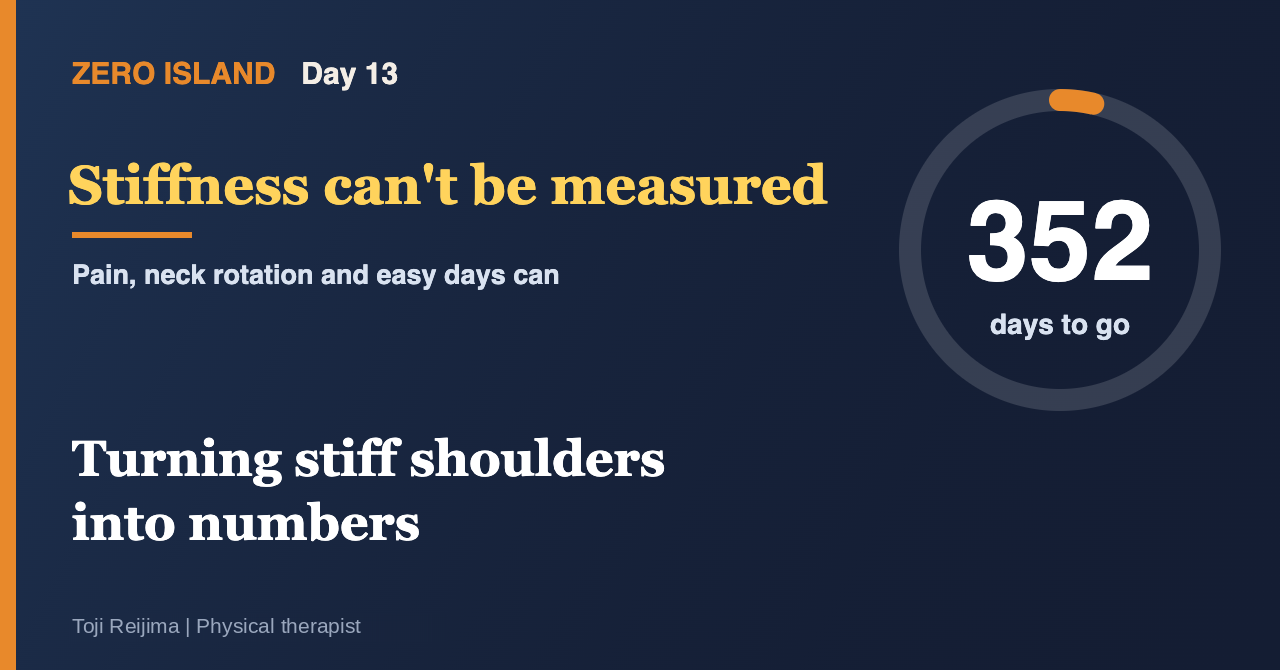 ZERO ISLAND Day 13
Stiffness can't be measured
Pain, neck rotation and easy days can
352
days to go
Turning stiff shoulders
into numbers
Toji Reijima | Physical therapist